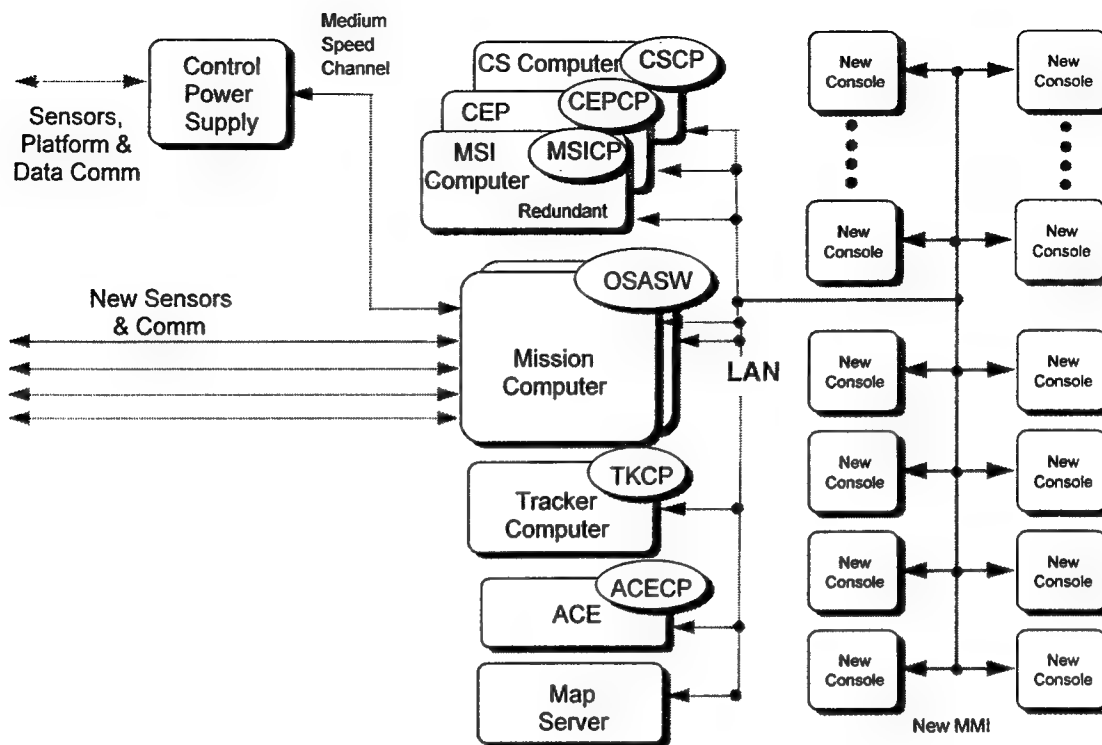 Medium
Speed
Channel
Control
Power
Supply
Sensors,
Platform &
Data Comm
CS Computer
CSCP
CEP
CEPCP
MSI
Computer
MSICP
Redundant
New Sensors
& Comm
OSASW
Mission
Computer
LAN
TKCP
Tracker
Computer
ACECP
ACE
Map
Server
New
Console
New
Console
New
Console
New
Console
New
Console
New
Console
New
Console
New
Console
New
Console
New
Console
New
Console
New
Console
New MMI